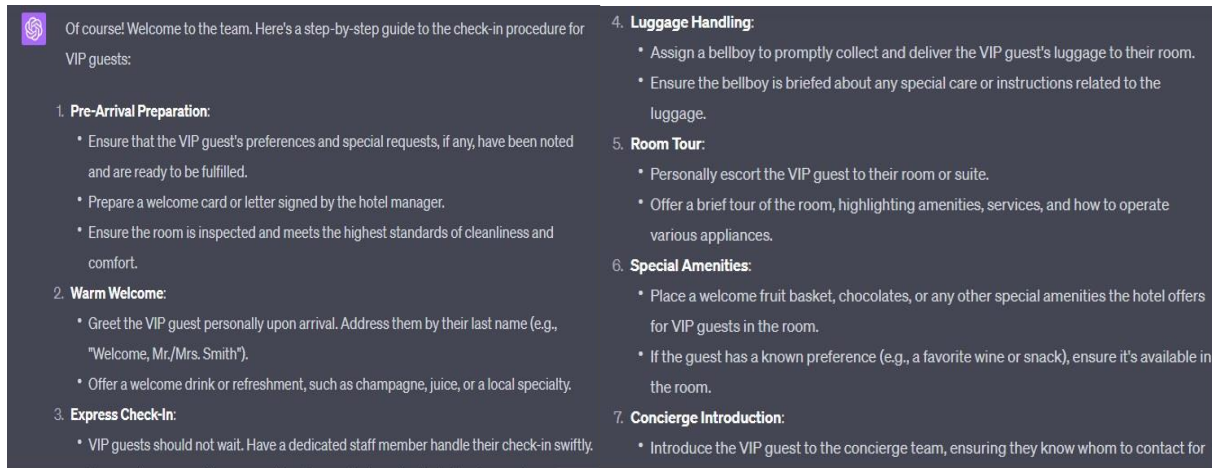 Of course! Welcome to the team. Here's a step-by-step guide to the check-in procedure for
VIP guests:
1. Pre-Arrival Preparation:
• Ensure that the VIP guest's preferences and special requests, if any, have been noted
and are ready to be fulfilled.
• Prepare a welcome card or letter signed by the hotel manager.
• Ensure the room is inspected and meets the highest standards of cleanliness and
comfort.
2. Warm Welcome:
• Greet the VIP guest personally upon arrival. Address them by their last name (e.g.,
"Welcome, Mr./Mrs. Smith").
• Offer a welcome drink or refreshment, such as champagne, juice, or a local specialty.
3. Express Check-In:
• VIP guests should not wait. Have a dedicated staff member handle their check-in swiftly.
4. Luggage Handling:
• Assign a bellboy to promptly collect and deliver the VIP guest's luggage to their room.
• Ensure the bellboy is briefed about any special care or instructions related to the
luggage.
5. Room Tour:
• Personally escort the VIP guest to their room or suite.
• Offer a brief tour of the room, highlighting amenities, services, and how to operate
various appliances.
6. Special Amenities:
• Place a welcome fruit basket, chocolates, or any other special amenities the hotel offers
for VIP guests in the room.
• If the guest has a known preference (e.g., a favorite wine or snack), ensure it's available in
the room.
7. Concierge Introduction:
• Introduce the VIP guest to the concierge team, ensuring they know whom to contact for